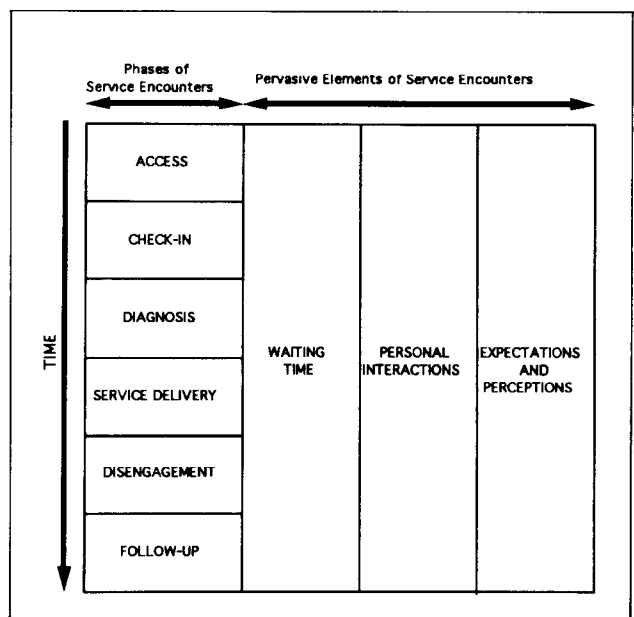 Phases of
Service Encounters
Pervasive Elements of Service Encounters
TIME
ACCESS
CHECK-IN
DIAGNOSIS
SERVICE DELIVERY
DISENGAGEMENT
FOLLOW-UP
WAITING
TIME
PERSONAL
INTERACTIONS
EXPECTATIONS
AND
PERCEPTIONS